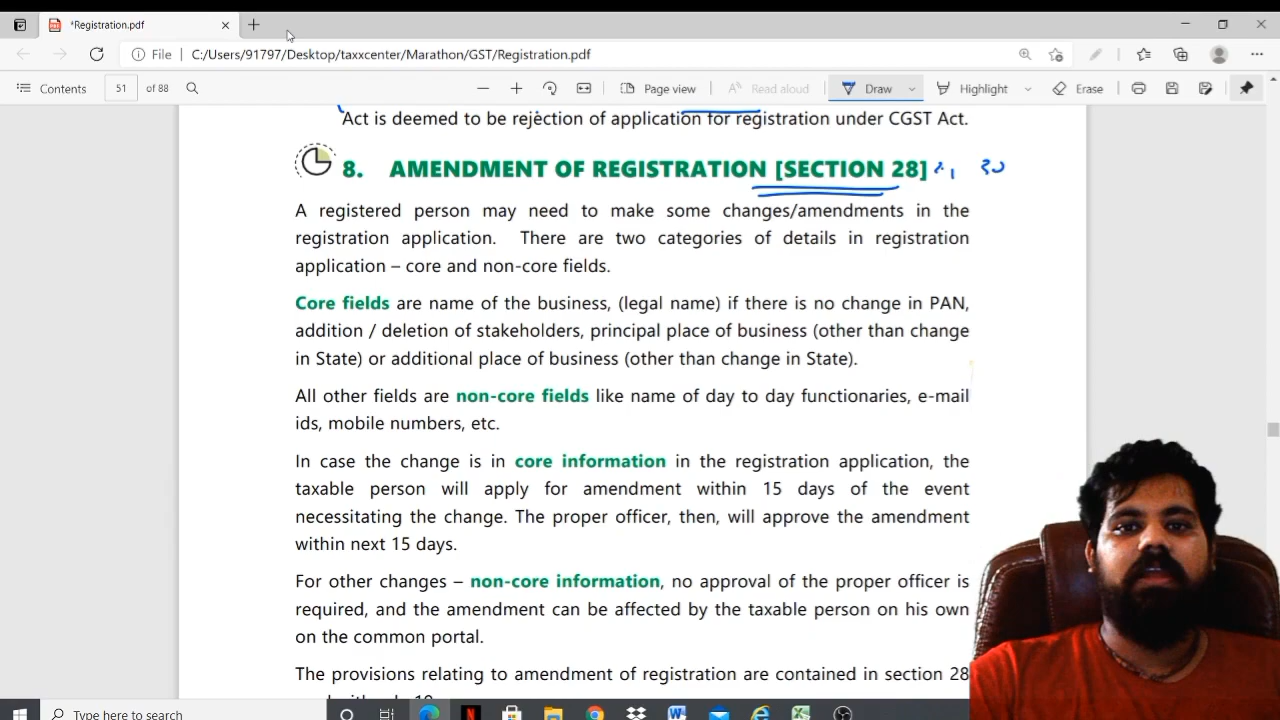 *Registration.pdf
File C:/Users/91797/Desktop/taxxcenter/Marathon/GST/Registration.pdf
Contents 51 of 88 Page view Read aloud Draw Highlight Erase
Act is deemed to be rejection of application for registration under CGST Act.
8. AMENDMENT OF REGISTRATION [SECTION 28]
A registered person may need to make some changes/amendments in the
registration application. There are two categories of details in registration
application – core and non-core fields.
Core fields are name of the business, (legal name) if there is no change in PAN,
addition / deletion of stakeholders, principal place of business (other than change
in State) or additional place of business (other than change in State).
All other fields are non-core fields like name of day to day functionaries, e-mail
ids, mobile numbers, etc.
In case the change is in core information in the registration application, the
taxable person will apply for amendment within 15 days of the event
necessitating the change. The proper officer, then, will approve the amendment
within next 15 days.
For other changes – non-core information, no approval of the proper officer is
required, and the amendment can be affected by the taxable person on his own
on the common portal.
The provisions relating to amendment of registration are contained in section 28
Type here to search